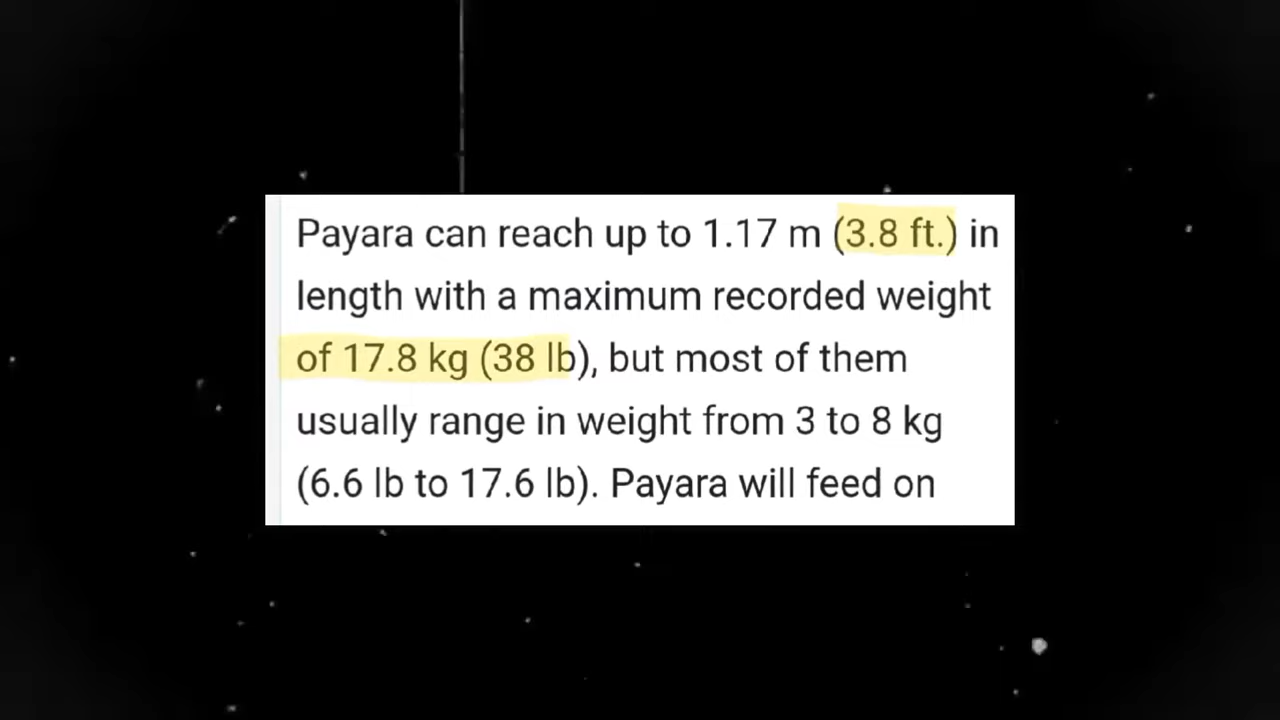 Payara can reach up to 1.17 m (3.8 ft.) in
length with a maximum recorded weight
of 17.8 kg (38 lb), but most of them
usually range in weight from 3 to 8 kg
(6.6 lb to 17.6 lb). Payara will feed on